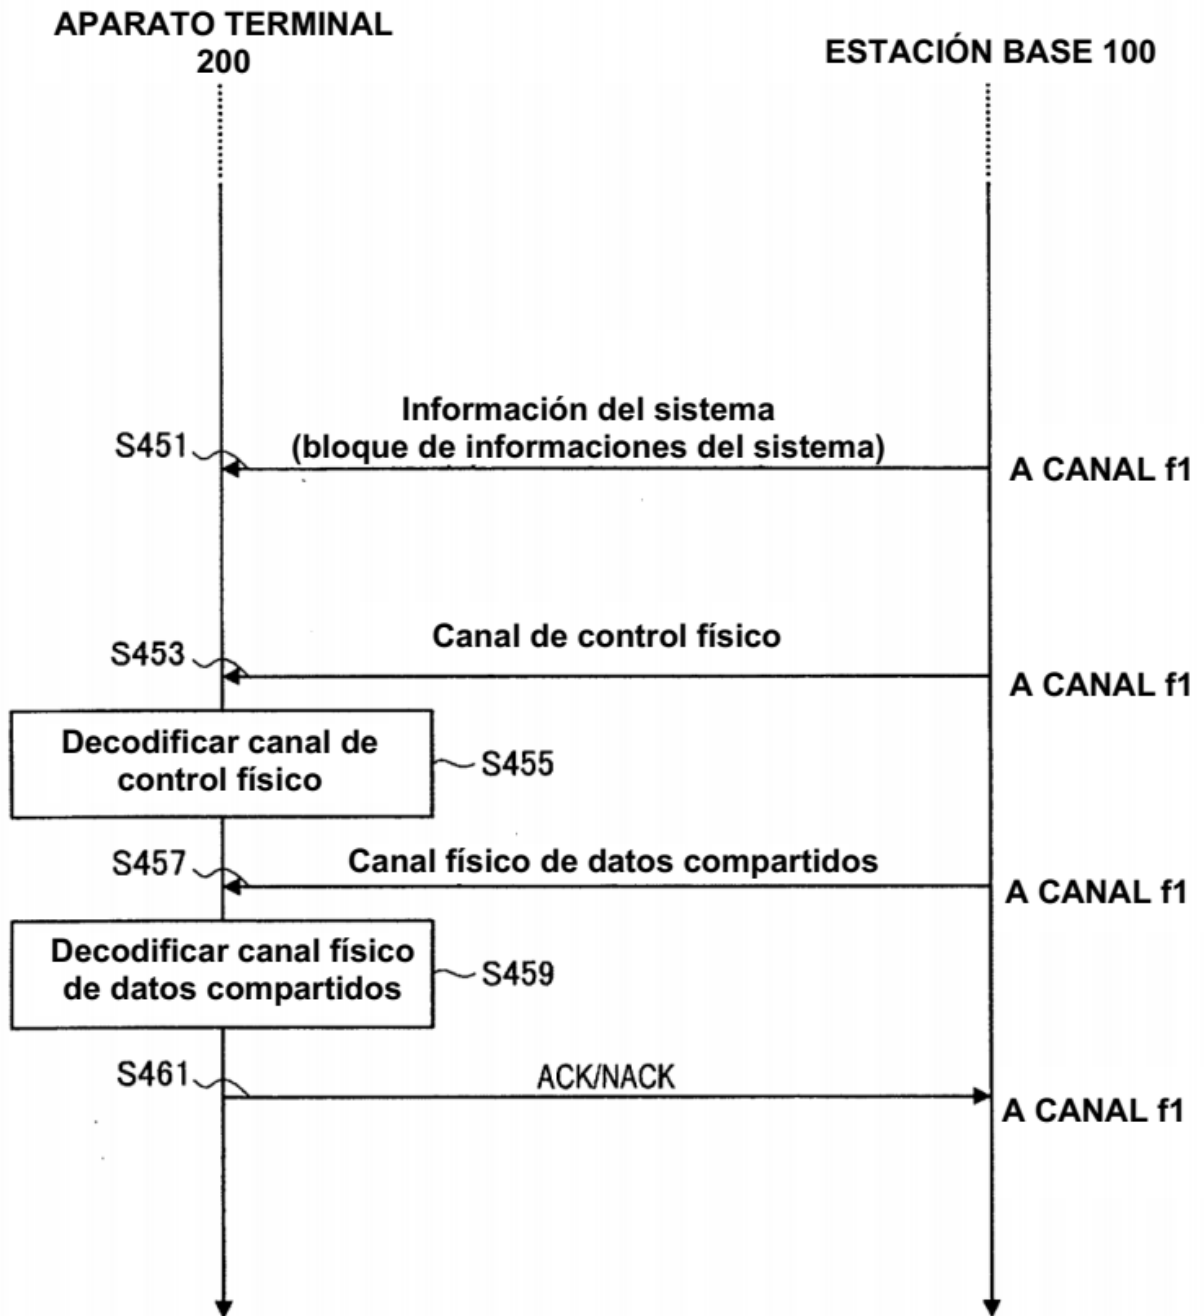 APARATO TERMINAL
200
ESTACIÓN BASE 100
Información del sistema
(bloque de informaciones del sistema)
S451
A CANAL f1
Canal de control físico
S453
A CANAL f1
Decodificar canal de
control físico
S455
Canal físico de datos compartidos
S457
A CANAL f1
Decodificar canal físico
de datos compartidos
S459
S461
ACK/NACK
A CANAL f1